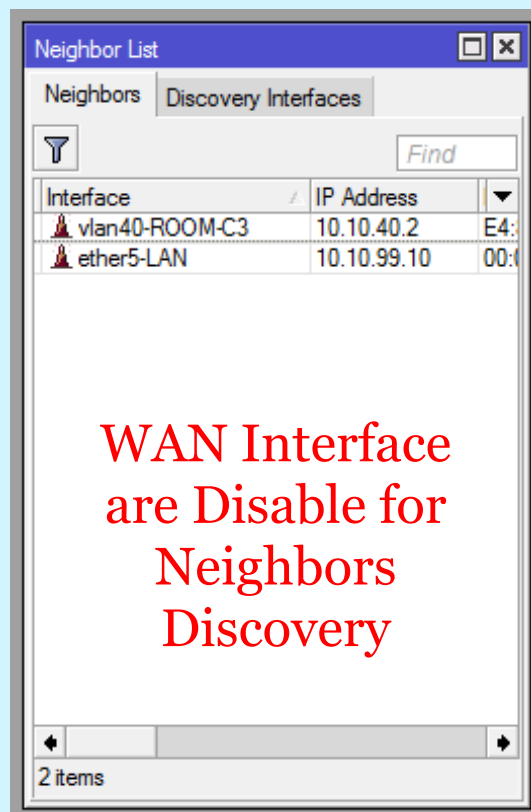 Neighbor List
Neighbors Discovery Interfaces
Find
Interface IP Address
vlan40-ROOM-C3 10.10.40.2 E4:
ether5-LAN 10.10.99.10 00:
WAN Interface
are Disable for
Neighbors
Discovery
2 items